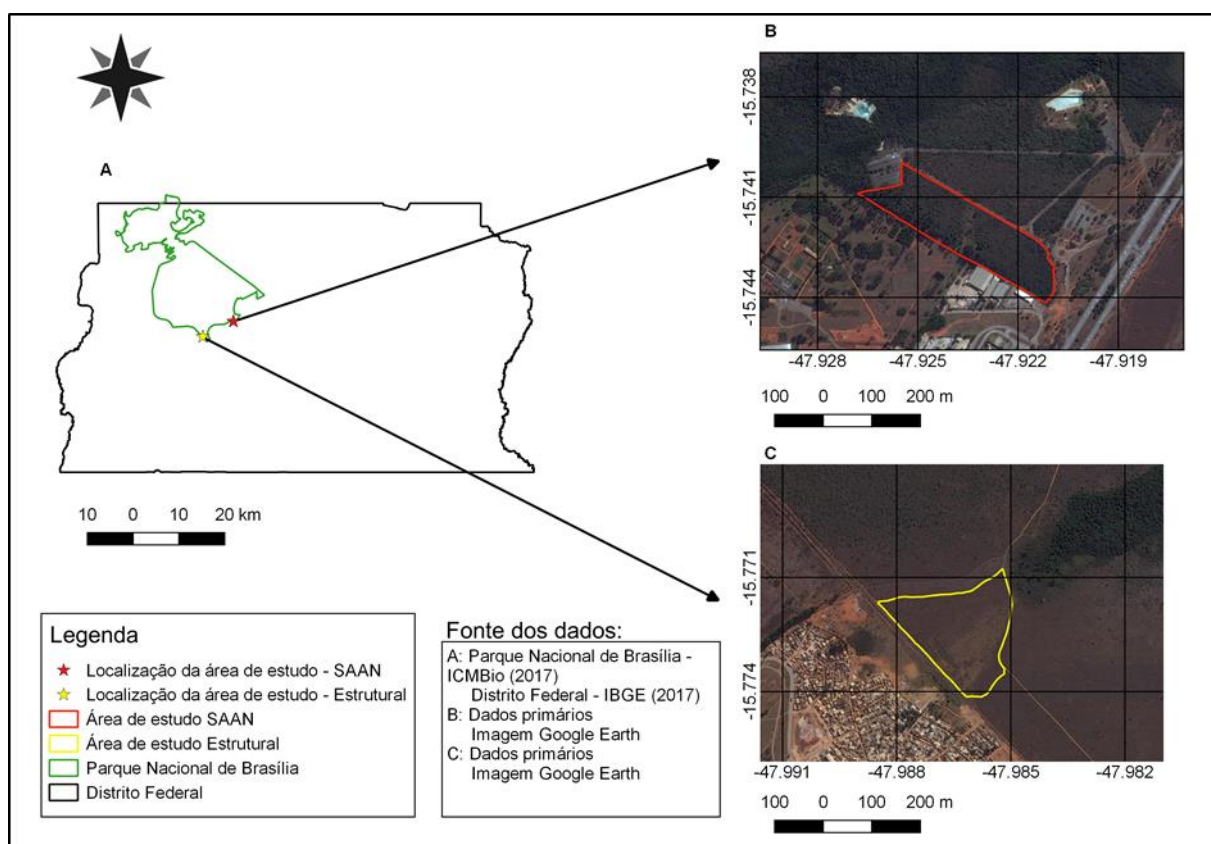 A
10 0 10 20 km
B
-15.738
-15.741
-15.744
-47.928 -47.925 -47.922 -47.919
100 0 100 200 m
C
-15.771
-15.774
-47.991 -47.988 -47.985 -47.982
100 0 100 200 m
Legenda
Localização da área de estudo - SAAN
Localização da área de estudo - Estrutural
Área de estudo SAAN
Área de estudo Estrutural
Parque Nacional de Brasília
Distrito Federal
Fonte dos dados:
A: Parque Nacional de Brasília -
ICMBio (2017)
Distrito Federal - IBGE (2017)
B: Dados primários
Imagem Google Earth
C: Dados primários
Imagem Google Earth